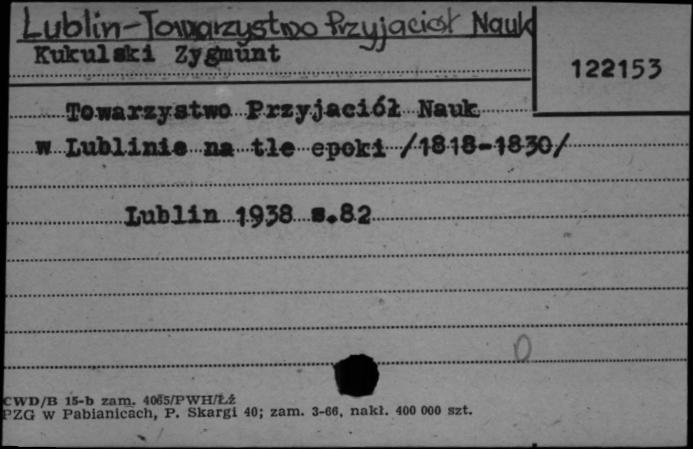 Lublin-Towarzystwo Przyjaciół Nauk
Kukulski Zygmunt
122153
Towarzystwo Przyjaciół Nauk
w Lublinie na tle epoki /1818-1830/
Lublin 1938 s.82
0
CWD/B 15-b zam. 4065/PWH/Łż
PZG w Pabianicach, P. Skargi 40; zam. 3-66, nakł. 400 000 szt.